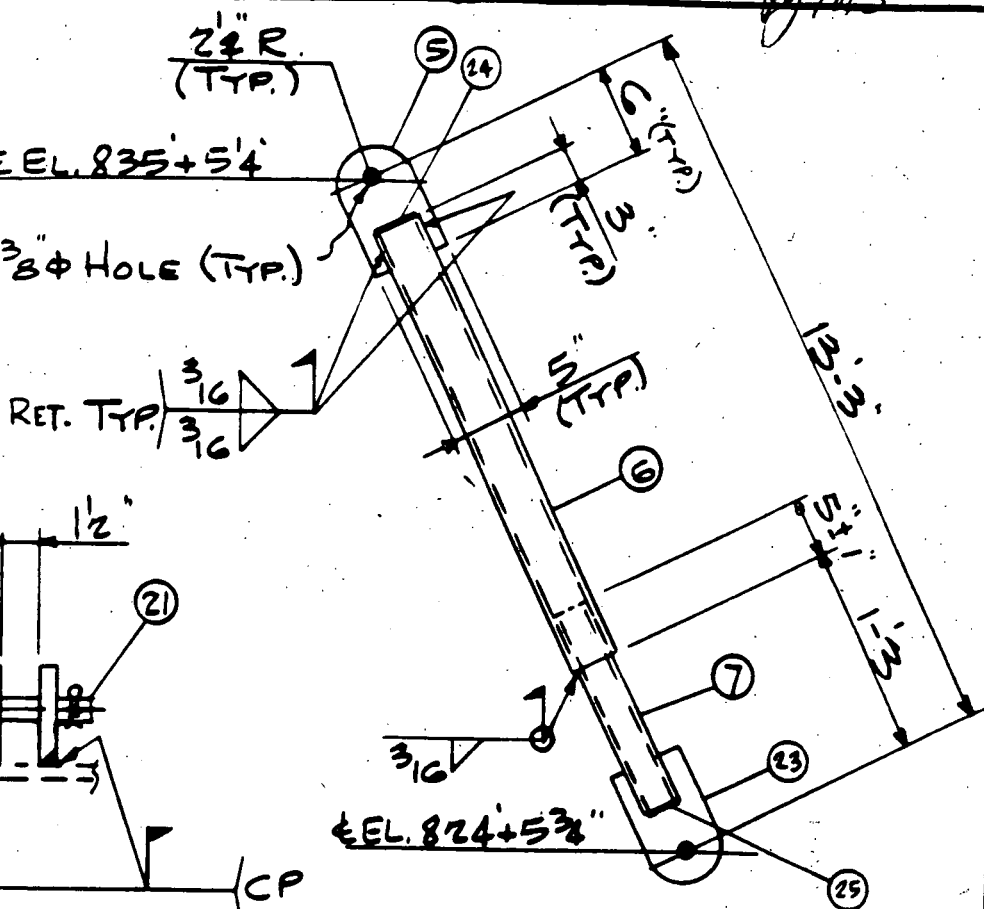 2¼" R.
(TYP.)
5
24
6" (TYP.)
₵ EL. 835'+5¼"
3" (TYP.)
3/8" Φ HOLE (TYP.)
13'-3"
RET. TYP.
3/16
3/16
5" (TYP.)
6
5"±1"
1½"
21
1'-3
7
3/16
23
₵ EL. 824'+5¾"
25
CP